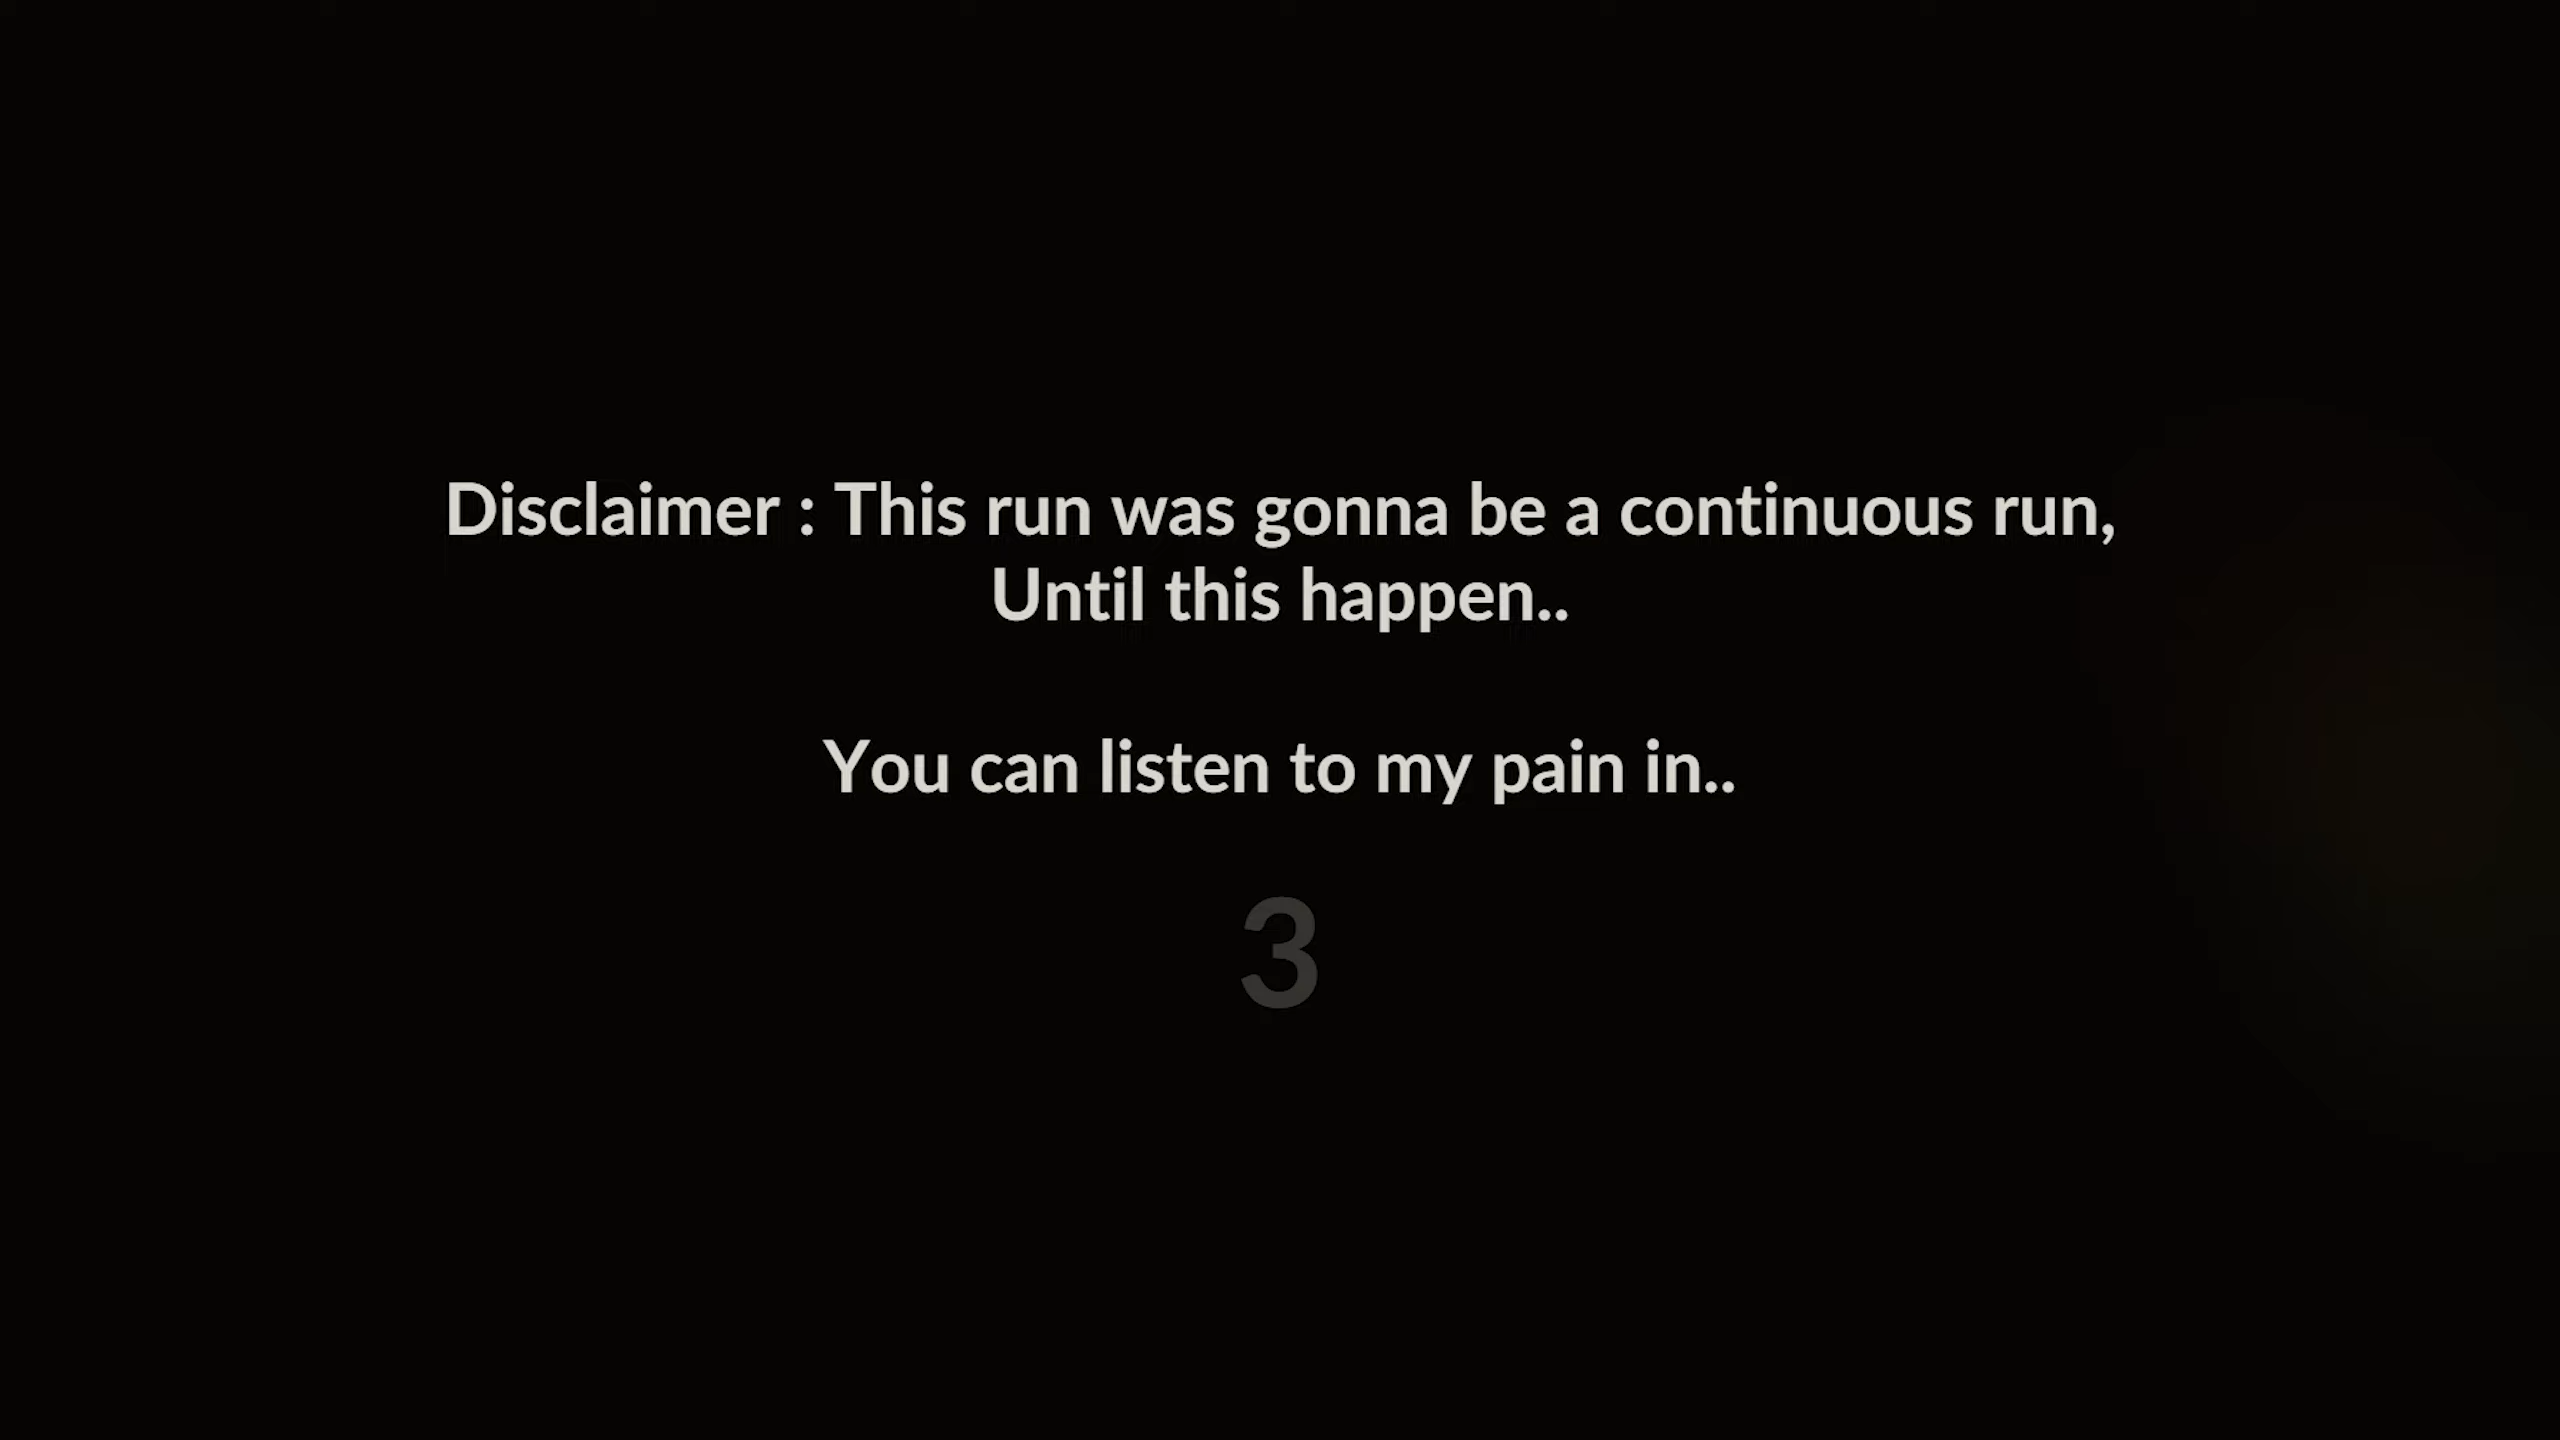 Disclaimer : This run was gonna be a continuous run,
Until this happen..
You can listen to my pain in..
3